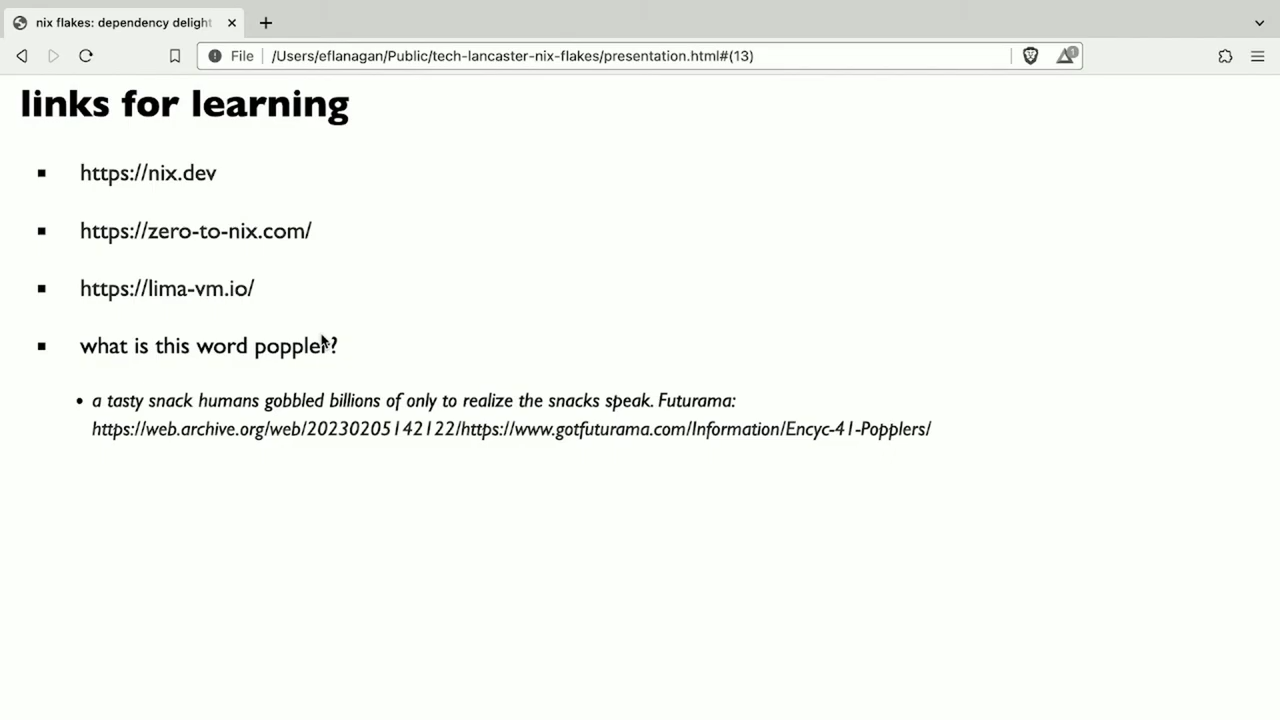 nix flakes: dependency delight
File
/Users/eflanagan/Public/tech-lancaster-nix-flakes/presentation.html#(13)
1
links for learning
https://nix.dev
https://zero-to-nix.com/
https://lima-vm.io/
what is this word poppler?
a tasty snack humans gobbled billions of only to realize the snacks speak. Futurama:
https://web.archive.org/web/20230205142122/https://www.gotfuturama.com/Information/Encyc-41-Popplers/